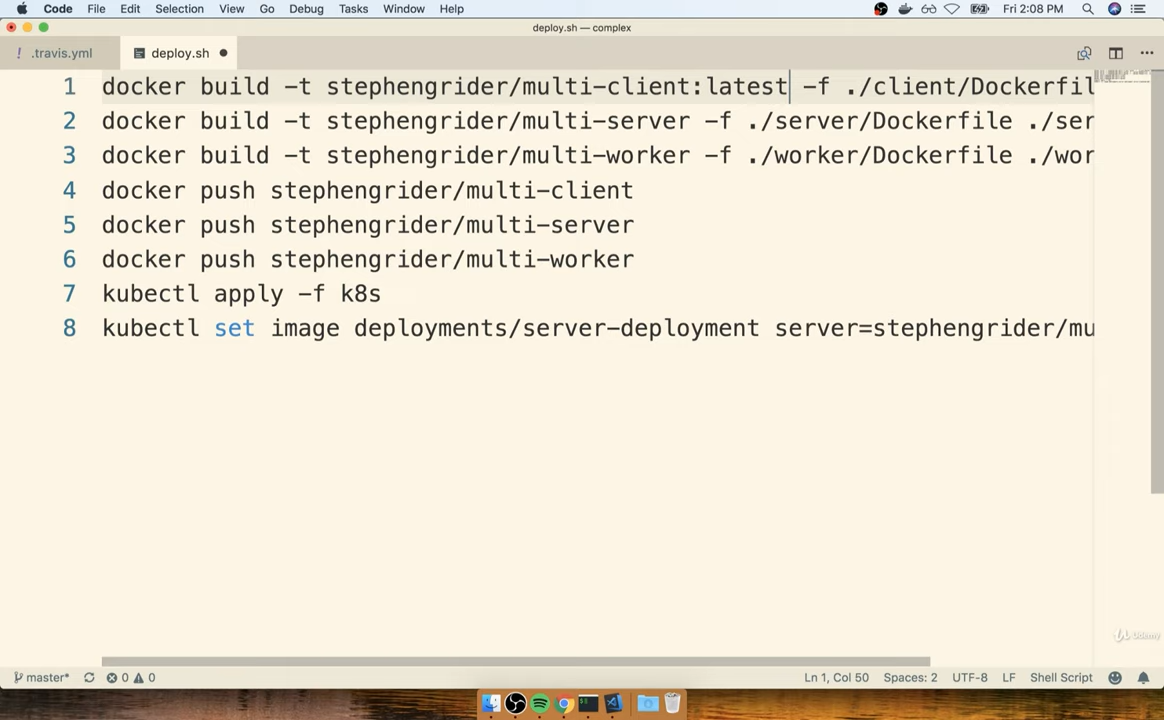 Code File Edit Selection View Go Debug Tasks Window Help Fri 2:08 PM
deploy.sh — complex
! .travis.yml deploy.sh
1 docker build -t stephengrider/multi-client:latest -f ./client/Dockerfil
2 docker build -t stephengrider/multi-server -f ./server/Dockerfile ./ser
3 docker build -t stephengrider/multi-worker -f ./worker/Dockerfile ./wor
4 docker push stephengrider/multi-client
5 docker push stephengrider/multi-server
6 docker push stephengrider/multi-worker
7 kubectl apply -f k8s
8 kubectl set image deployments/server-deployment server=stephengrider/mu
Udemy
master* 0 0 Ln 1, Col 50 Spaces: 2 UTF-8 LF Shell Script